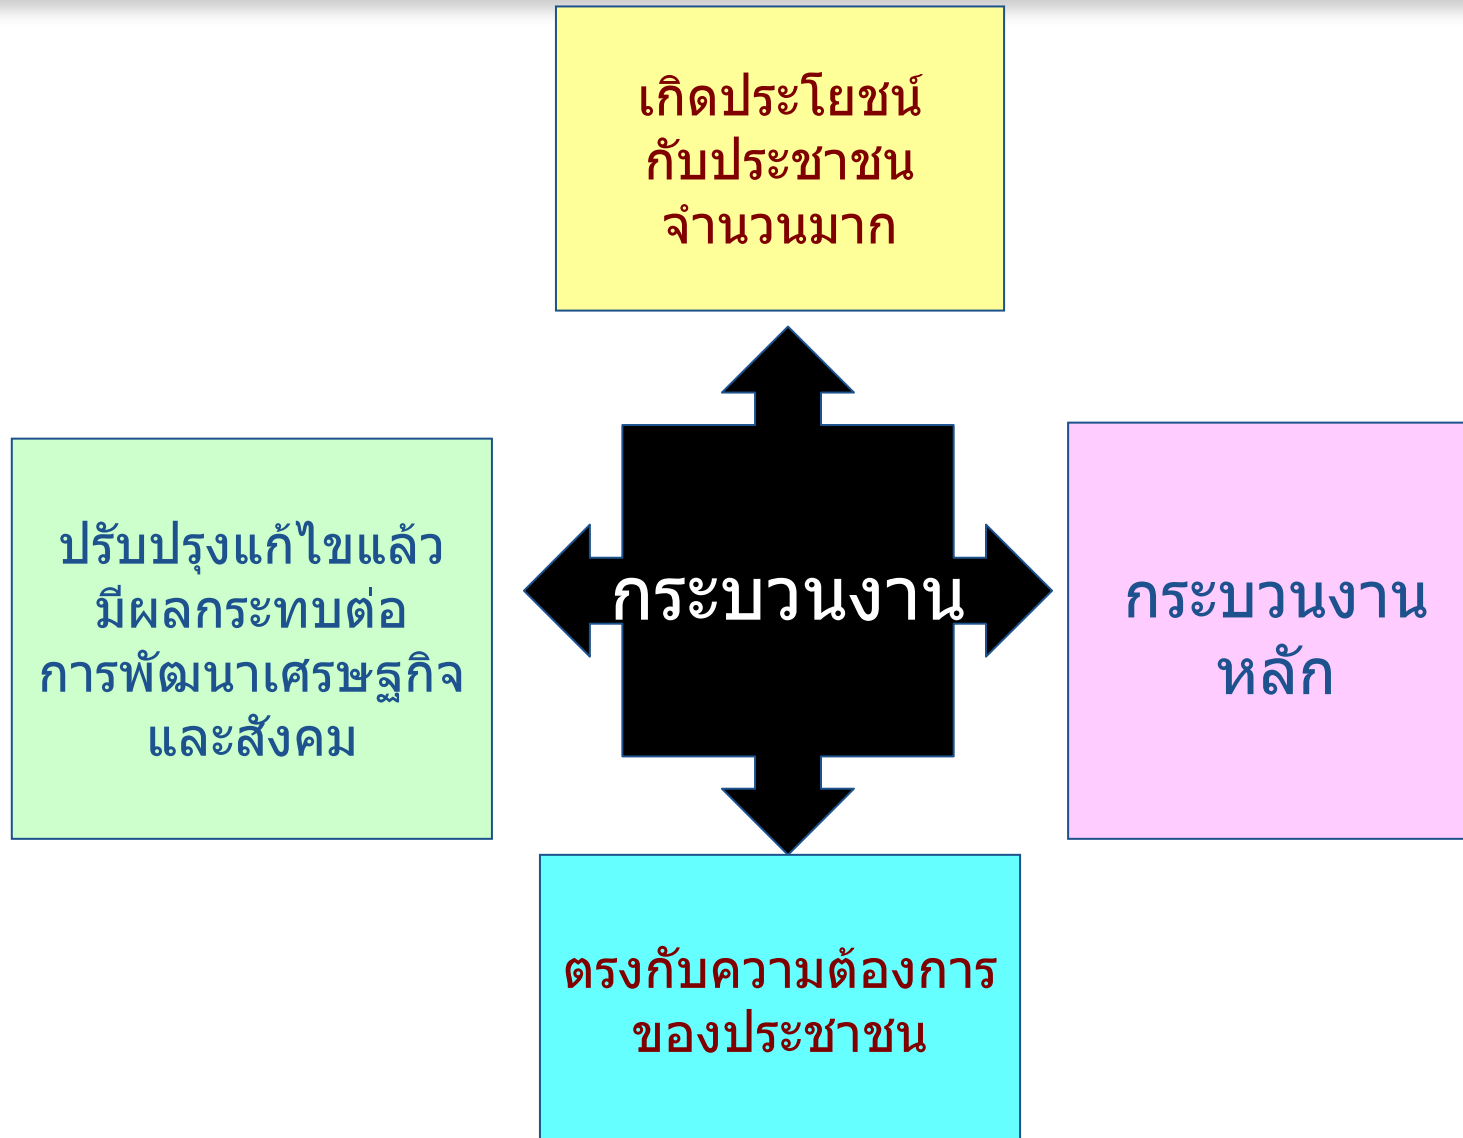 เกิดประโยชน์
กับประชาชน
จำนวนมาก
ปรับปรุงแก้ไขแล้ว
มีผลกระทบต่อ
การพัฒนาเศรษฐกิจ
และสังคม
กระบวนงาน
กระบวนงาน
หลัก
ตรงกับความต้องการ
ของประชาชน